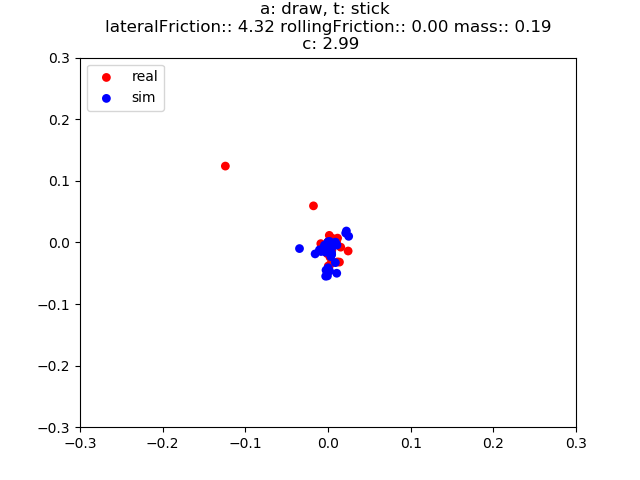 a: draw, t: stick
lateralFriction:: 4.32 rollingFriction:: 0.00 mass:: 0.19
c: 2.99
real
sim
0.3
0.2
0.1
0.0
−0.1
−0.2
−0.3
−0.3 −0.2 −0.1 0.0 0.1 0.2 0.3